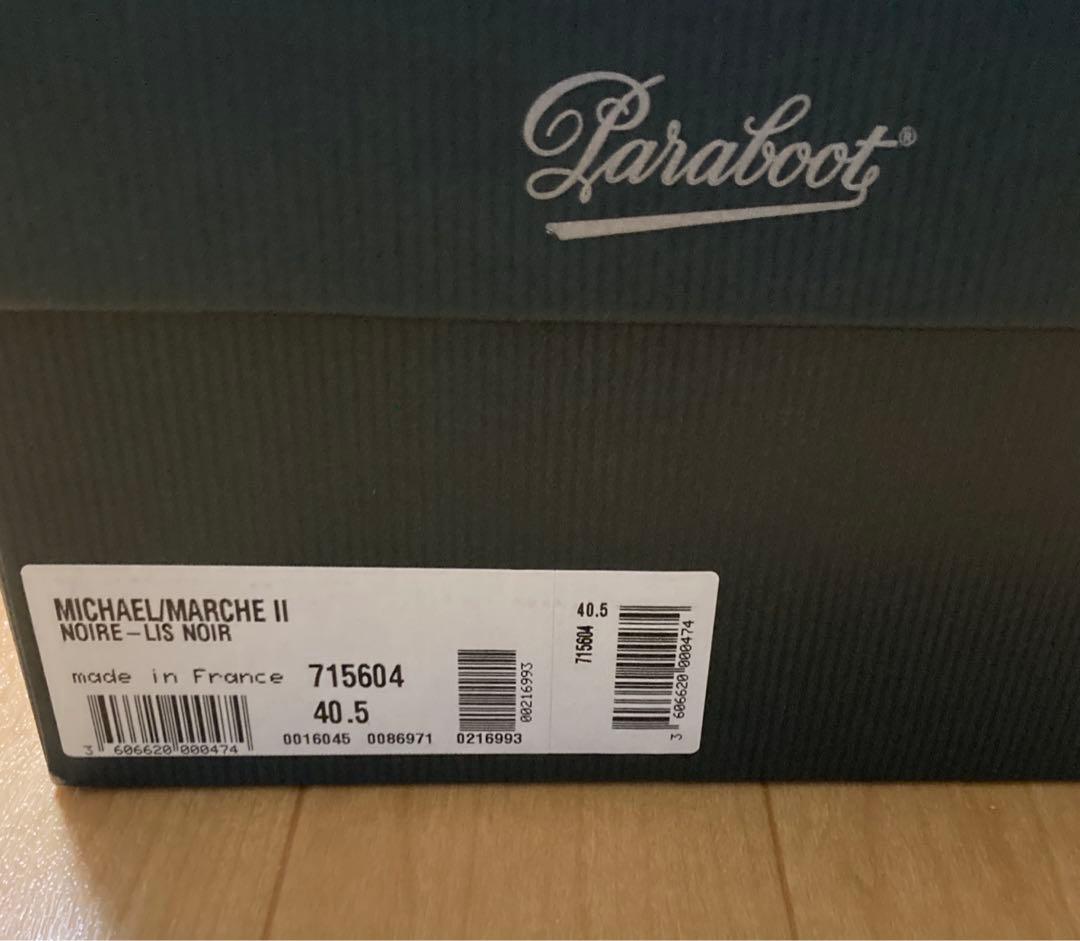 Paraboot®
MICHAEL/MARCHE II
NOIRE-LIS NOIR
made in France 715604
40.5
3 606620 000474
0016045 0086971 0216993
00216993
40.5
715604
3 606620 000474